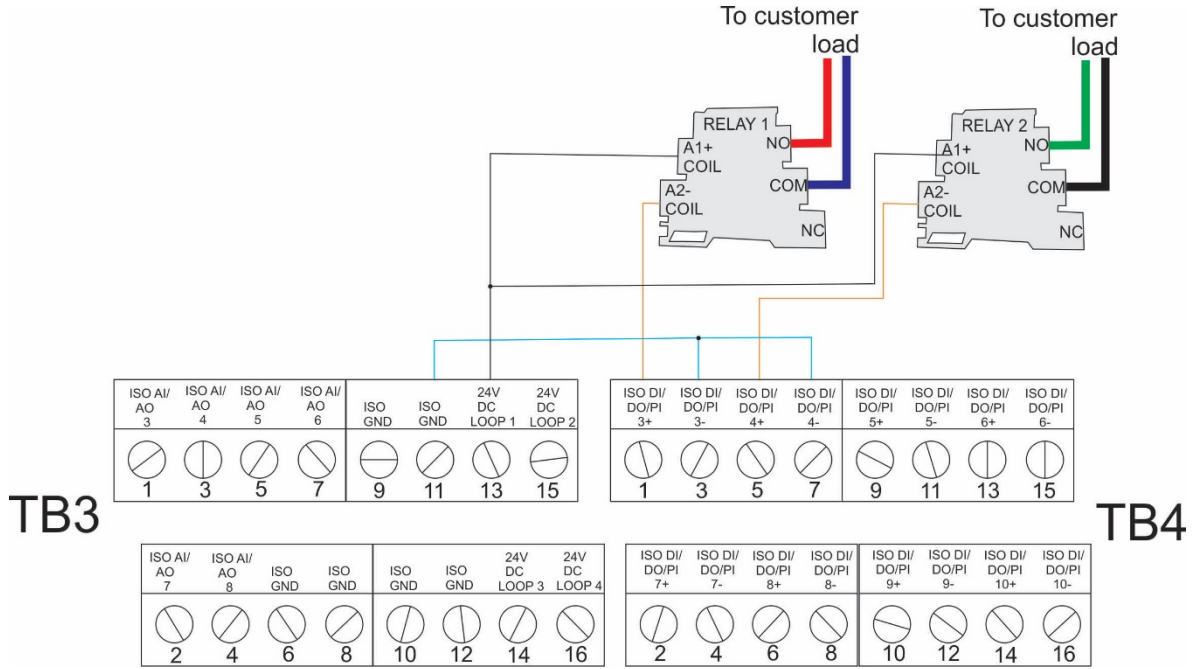 To customer
load
To customer
load
RELAY 1
A1+
COIL
NO
A2-
COIL
COM
NC
RELAY 2
A1+
COIL
NO
A2-
COIL
COM
NC
TB3
ISO AI/
AO
3
ISO AI/
AO
4
ISO AI/
AO
5
ISO AI/
AO
6
ISO
GND
ISO
GND
24V
DC
LOOP 1
24V
DC
LOOP 2
1 3 5 7 9 11 13 15
ISO AI/
AO
7
ISO AI/
AO
8
ISO
GND
ISO
GND
ISO
GND
ISO
GND
24V
DC
LOOP 3
24V
DC
LOOP 4
2 4 6 8 10 12 14 16
TB4
ISO DI/
DO/PI
3+
ISO DI/
DO/PI
3-
ISO DI/
DO/PI
4+
ISO DI/
DO/PI
4-
ISO DI/
DO/PI
5+
ISO DI/
DO/PI
5-
ISO DI/
DO/PI
6+
ISO DI/
DO/PI
6-
1 3 5 7 9 11 13 15
ISO DI/
DO/PI
7+
ISO DI/
DO/PI
7-
ISO DI/
DO/PI
8+
ISO DI/
DO/PI
8-
ISO DI/
DO/PI
9+
ISO DI/
DO/PI
9-
ISO DI/
DO/PI
10+
ISO DI/
DO/PI
10-
2 4 6 8 10 12 14 16